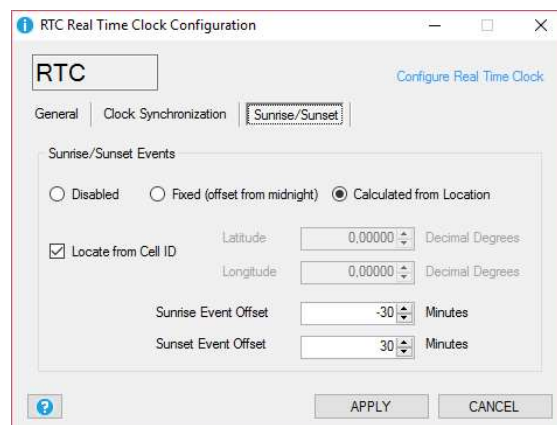 RTC Real Time Clock Configuration
RTC
Configure Real Time Clock
General Clock Synchronization Sunrise/Sunset
Sunrise/Sunset Events
Disabled Fixed (offset from midnight) Calculated from Location
Latitude 0,00000 Decimal Degrees
Locate from Cell ID
Longitude 0,00000 Decimal Degrees
Sunrise Event Offset -30 Minutes
Sunset Event Offset 30 Minutes
? APPLY CANCEL